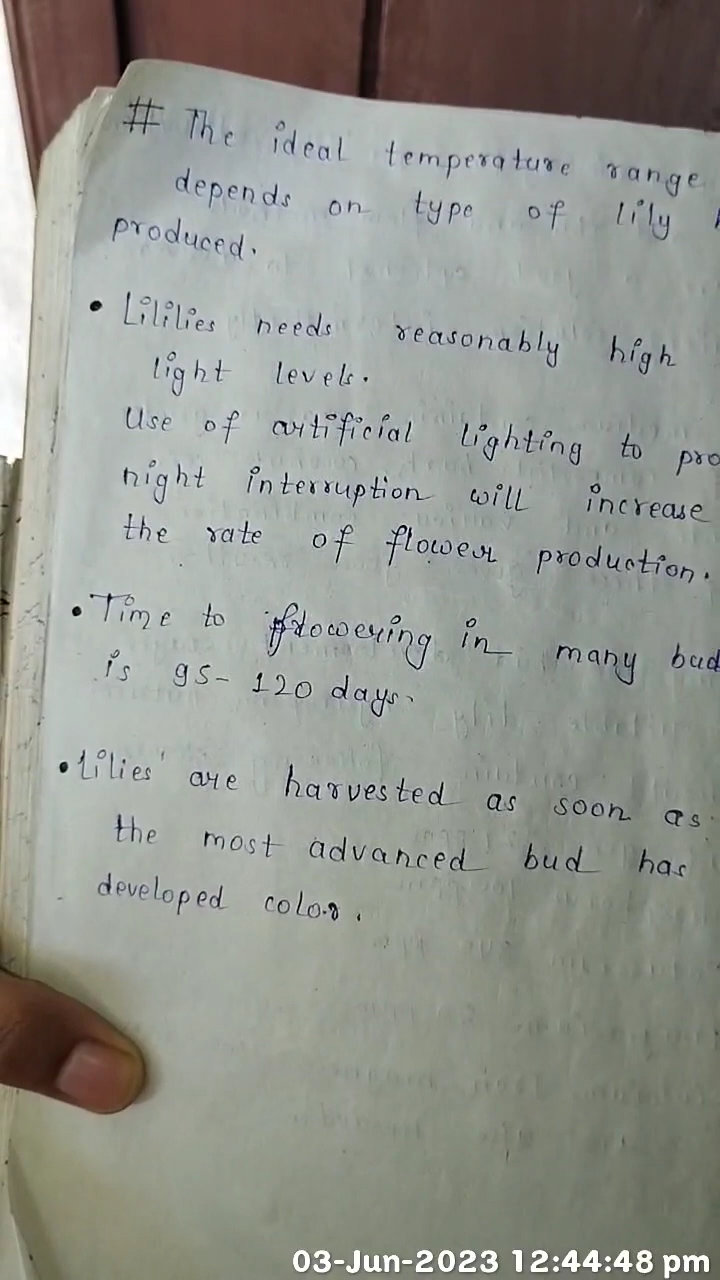 # The ideal temperature range
depends on type of lily
produced.
• Lililies needs reasonably high
light levels.
Use of artificial lighting to pro
night interruption will increase
the rate of flower production.
• Time to flowering in many bud
is 95- 120 days.
• Lilies' are harvested as soon as
the most advanced bud has
developed color.
03-Jun-2023 12:44:48 pm